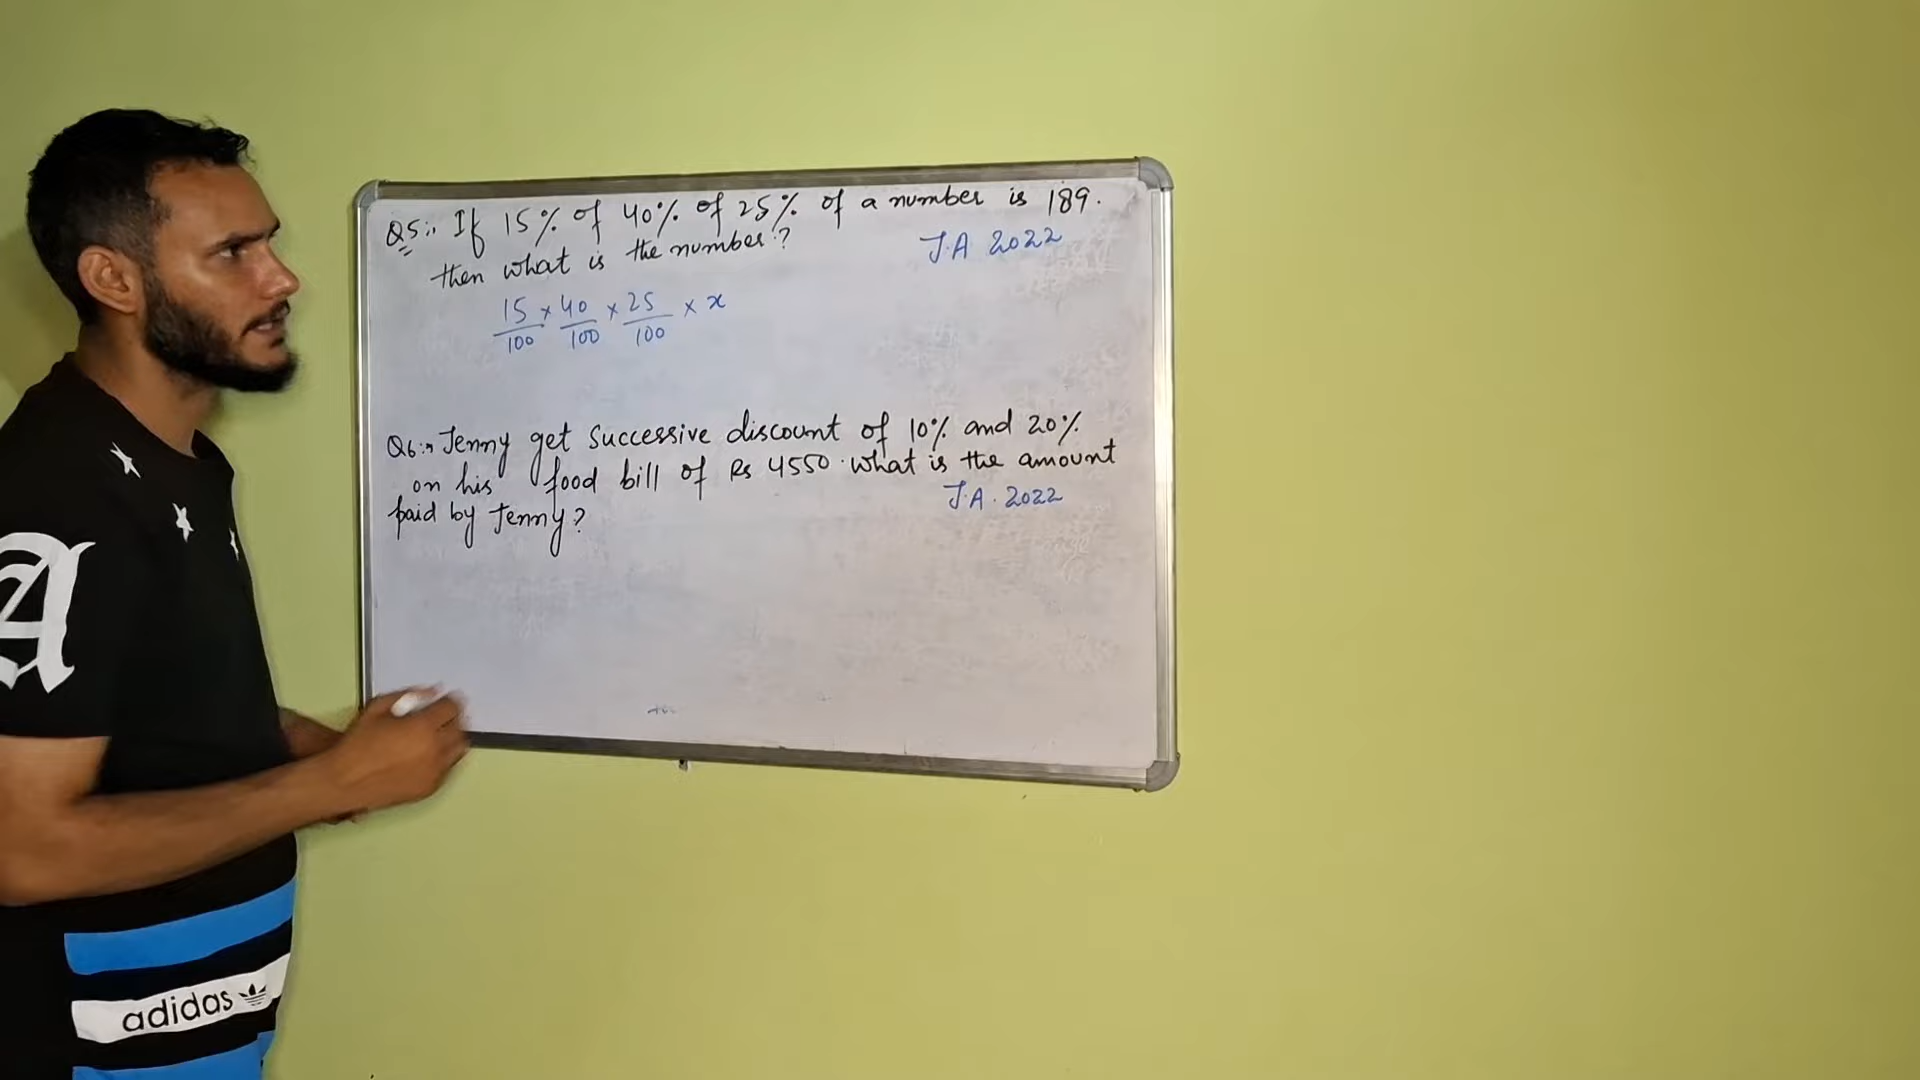 Q5:: If 15% of 40% of 25% of a number is 189.
then what is the number?
J.A 2022
15/100 × 40/100 × 25/100 × x
Q6:: Jenny get successive discount of 10% and 20%
on his food bill of Rs 4550. what is the amount
paid by Jenny?
J.A. 2022
A
adidas